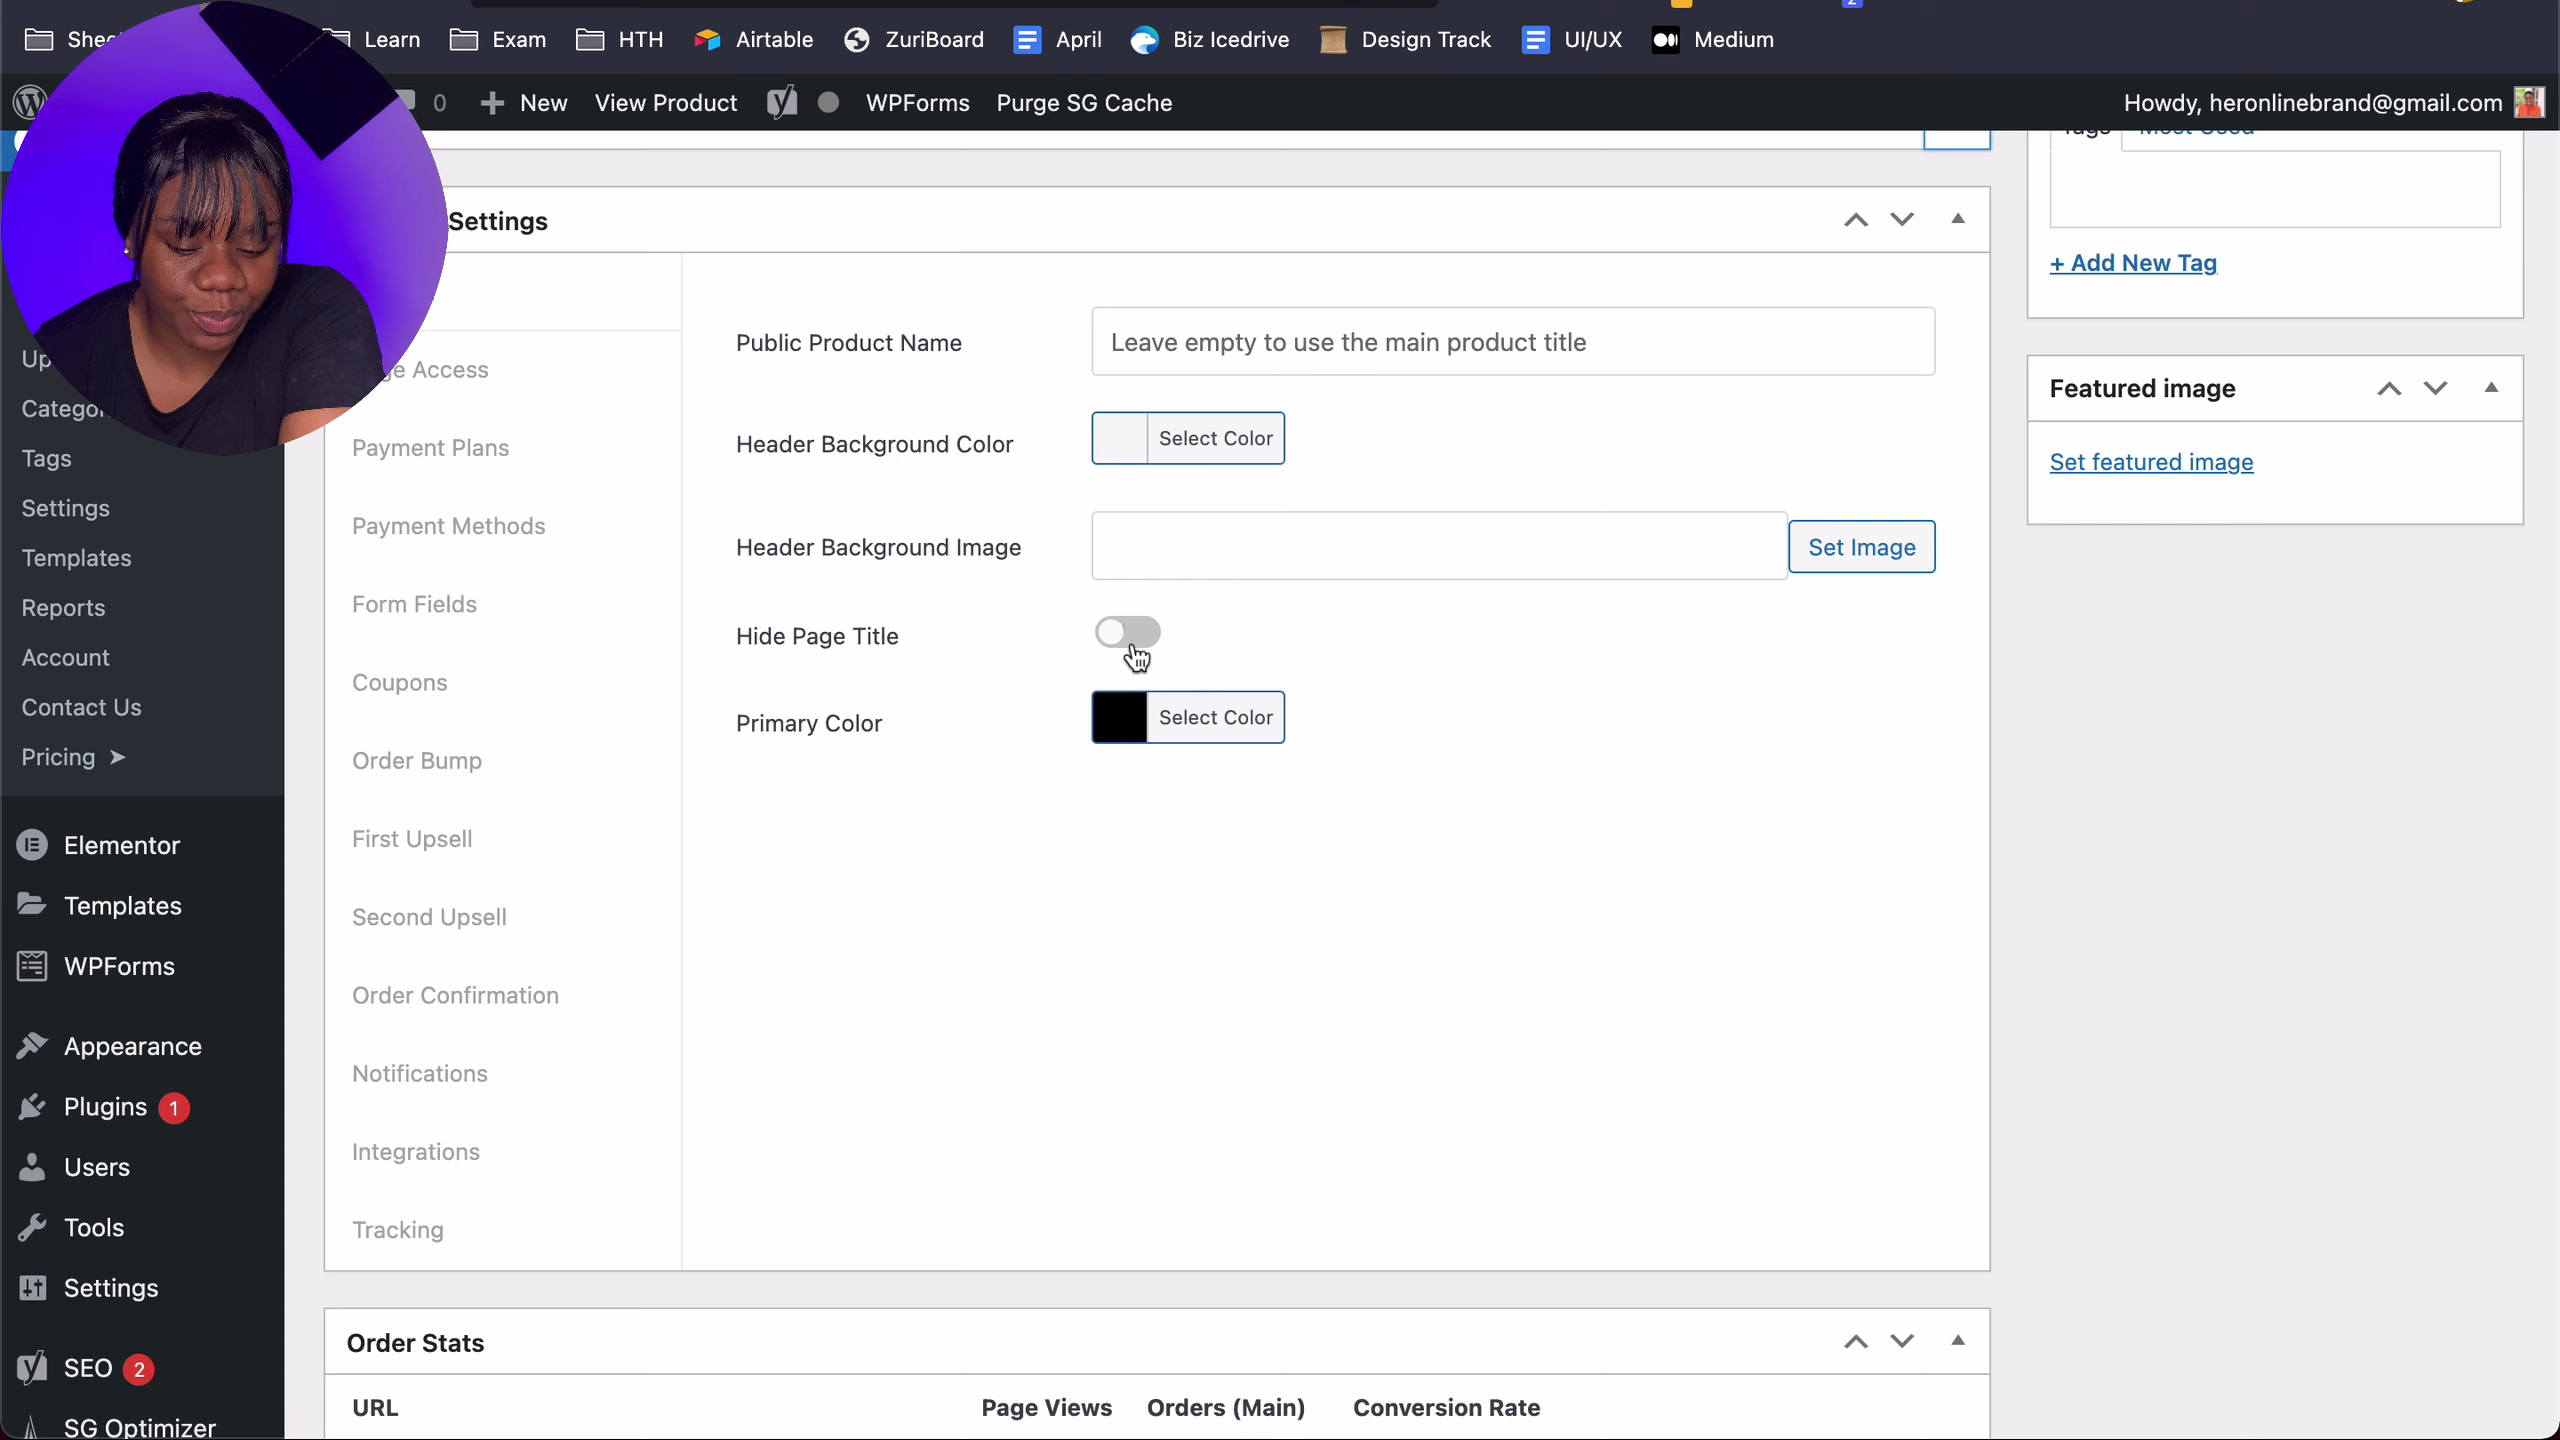 Learn
Exam
HTH
Airtable
ZuriBoard
April
Biz Icedrive
Design Track
UI/UX
Medium
0
New
View Product
WPForms
Purge SG Cache
Howdy, heronlinebrand@gmail.com
Tags
Most Used
+ Add New Tag
Featured image
Set featured image
Tags
Settings
Templates
Reports
Account
Contact Us
Pricing ➤
Elementor
Templates
WPForms
Appearance
Plugins 1
Users
Tools
Settings
SEO 2
SG Optimizer
Settings
Access
Payment Plans
Payment Methods
Form Fields
Coupons
Order Bump
First Upsell
Second Upsell
Order Confirmation
Notifications
Integrations
Tracking
Public Product Name
Leave empty to use the main product title
Header Background Color
Select Color
Header Background Image
Set Image
Hide Page Title
Primary Color
Select Color
Order Stats
URL
Page Views
Orders (Main)
Conversion Rate